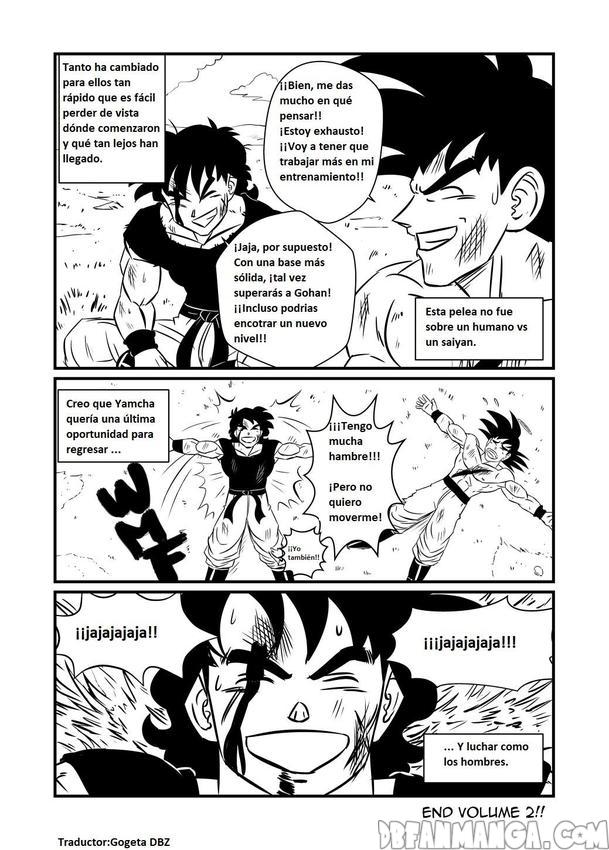 Tanto ha cambiado
para ellos tan
rápido que es fácil
perder de vista
dónde comenzaron
y qué tan lejos han
llegado.
¡¡Bien, me das
mucho en qué
pensar!!
¡Estoy exhausto!
¡¡Voy a tener que
trabajar más en mi
entrenamiento!!
¡Jaja, por supuesto!
Con una base más
sólida, ¡tal vez
superarás a Gohan!
¡¡Incluso podrias
encotrar un nuevo
nivel!!
Esta pelea no fue
sobre un humano vs
un saiyan.
Creo que Yamcha
quería una última
oportunidad para
regresar ...
WMF
¡¡¡Tengo
mucha
hambre!!!
¡Pero no
quiero
moverme!
¡¡Yo
también!!
¡¡jajajajaja!!
¡¡¡jajajajaja!!!
... Y luchar como
los hombres.
END VOLUME 2!!
Traductor:Gogeta DBZ
DBFANMANGA.COM